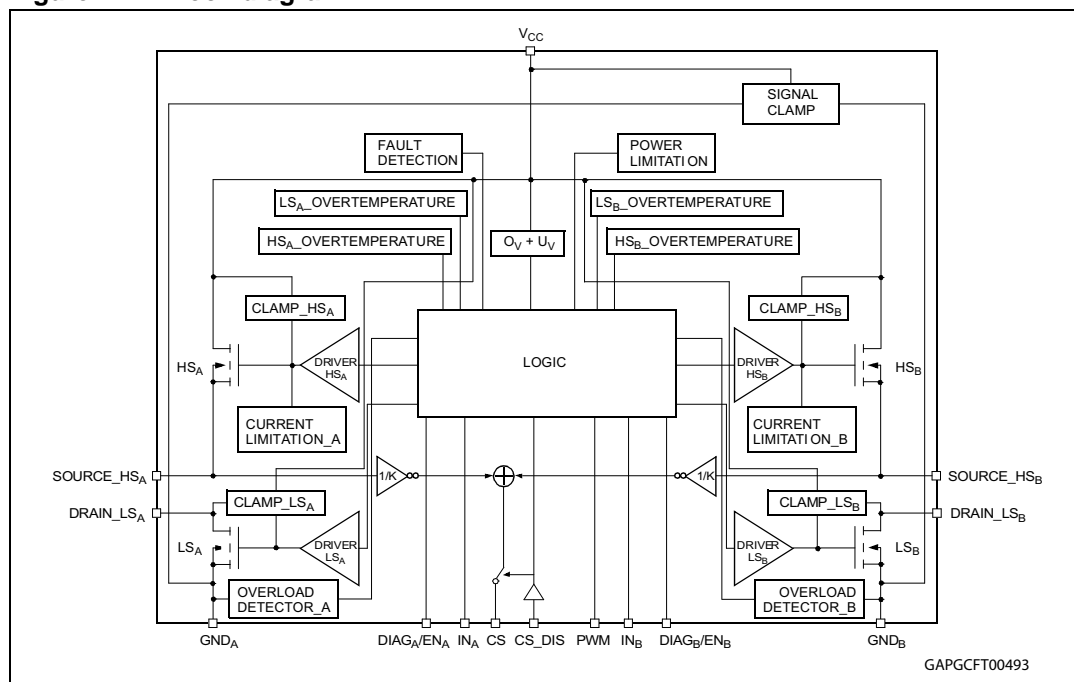 V_CC
SIGNAL
CLAMP
FAULT
DETECTION
POWER
LIMITATION
LS_A_OVERTEMPERATURE
LS_B_OVERTEMPERATURE
HS_A_OVERTEMPERATURE
O_V + U_V
HS_B_OVERTEMPERATURE
CLAMP_HS_A
CLAMP_HS_B
LOGIC
HS_A
DRIVER
HS_A
DRIVER
HS_B
HS_B
CURRENT
LIMITATION_A
CURRENT
LIMITATION_B
SOURCE_HS_A
1/K
1/K
SOURCE_HS_B
CLAMP_LS_A
CLAMP_LS_B
DRAIN_LS_A
DRAIN_LS_B
LS_A
DRIVER
LS_A
DRIVER
LS_B
LS_B
OVERLOAD
DETECTOR_A
OVERLOAD
DETECTOR_B
GND_A
DIAG_A/EN_A
IN_A
CS
CS_DIS
PWM
IN_B
DIAG_B/EN_B
GND_B
GAPGCFT00493